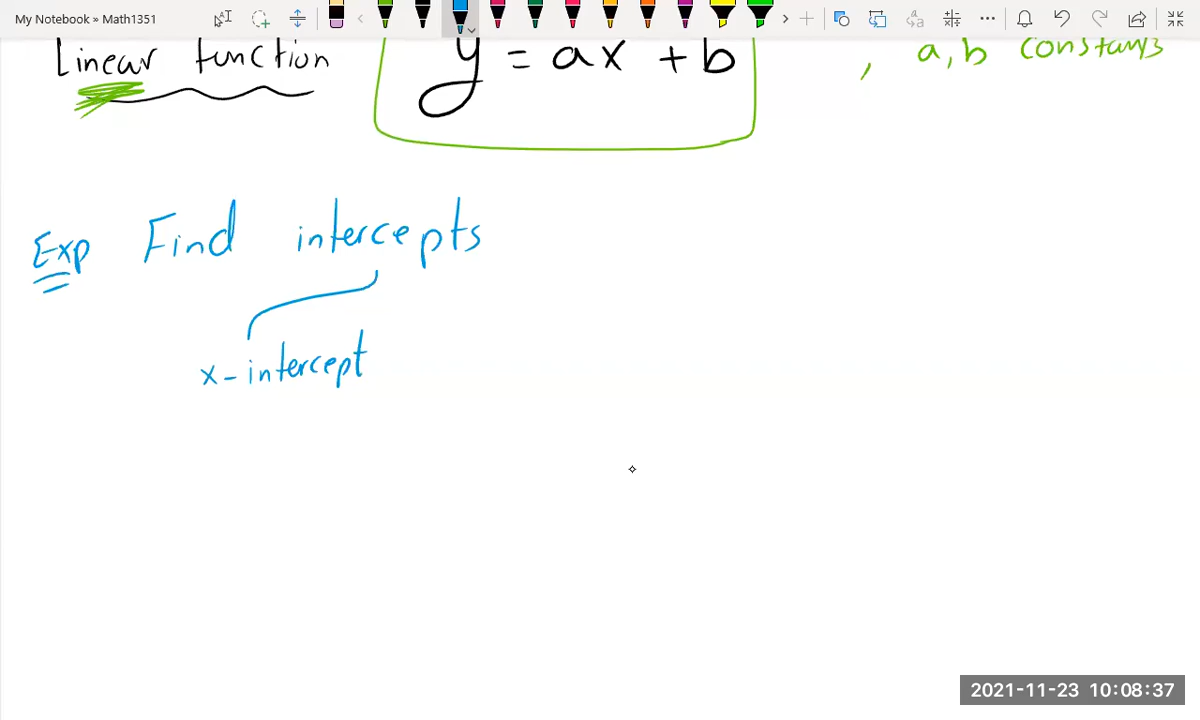 My Notebook » Math1351
Linear function y = ax + b , a,b constants
Exp Find intercepts
x-intercept
2021-11-23 10:08:37